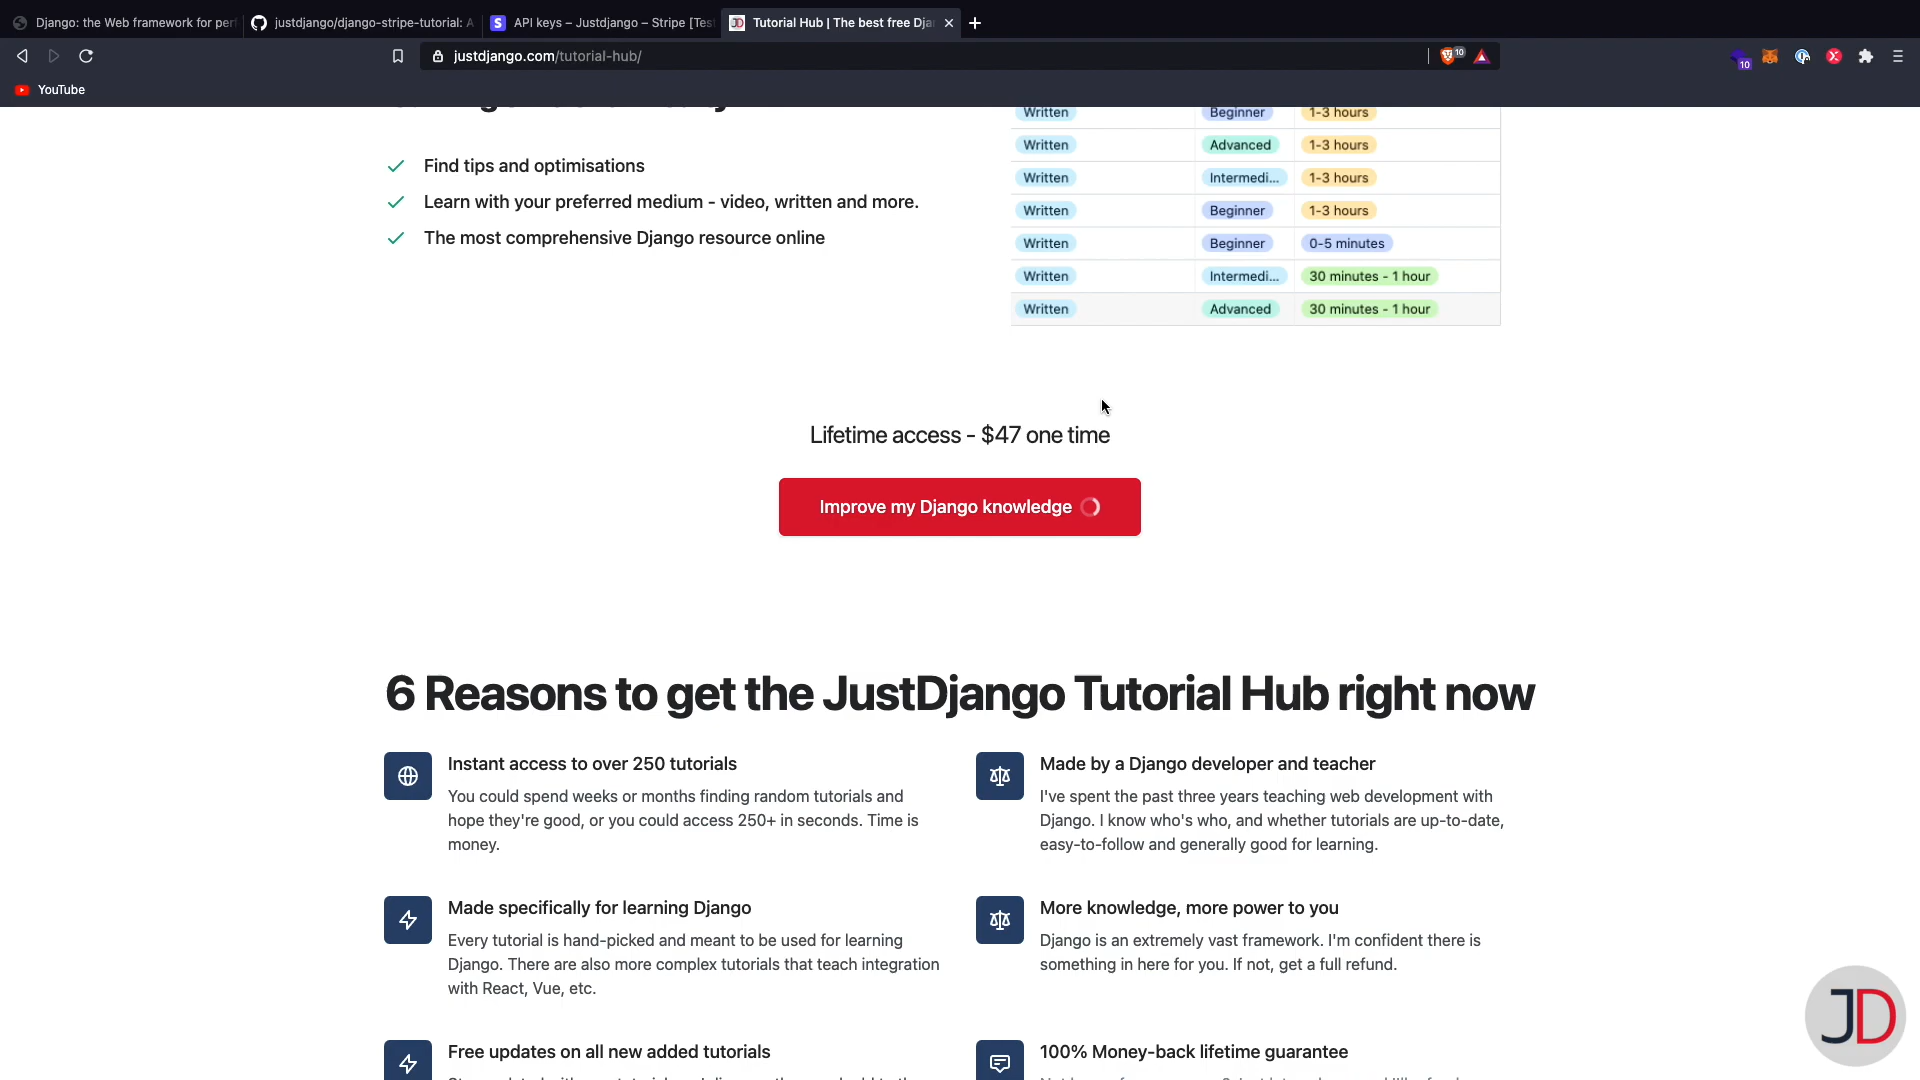 Django: the Web framework for per
justdjango/django-stripe-tutorial: A
S
API keys – Justdjango – Stripe [Test
JD
Tutorial Hub | The best free Djan
justdjango.com/tutorial-hub/
10
10
YouTube
Written Beginner 1-3 hours
Find tips and optimisations
Written Advanced 1-3 hours
Written Intermedi... 1-3 hours
Learn with your preferred medium - video, written and more.
Written Beginner 1-3 hours
The most comprehensive Django resource online
Written Beginner 0-5 minutes
Written Intermedi... 30 minutes - 1 hour
Written Advanced 30 minutes - 1 hour
Lifetime access - $47 one time
Improve my Django knowledge
6 Reasons to get the JustDjango Tutorial Hub right now
Instant access to over 250 tutorials
You could spend weeks or months finding random tutorials and
hope they're good, or you could access 250+ in seconds. Time is
money.
Made by a Django developer and teacher
I've spent the past three years teaching web development with
Django. I know who's who, and whether tutorials are up-to-date,
easy-to-follow and generally good for learning.
Made specifically for learning Django
Every tutorial is hand-picked and meant to be used for learning
Django. There are also more complex tutorials that teach integration
with React, Vue, etc.
More knowledge, more power to you
Django is an extremely vast framework. I'm confident there is
something in here for you. If not, get a full refund.
Free updates on all new added tutorials
100% Money-back lifetime guarantee
JD